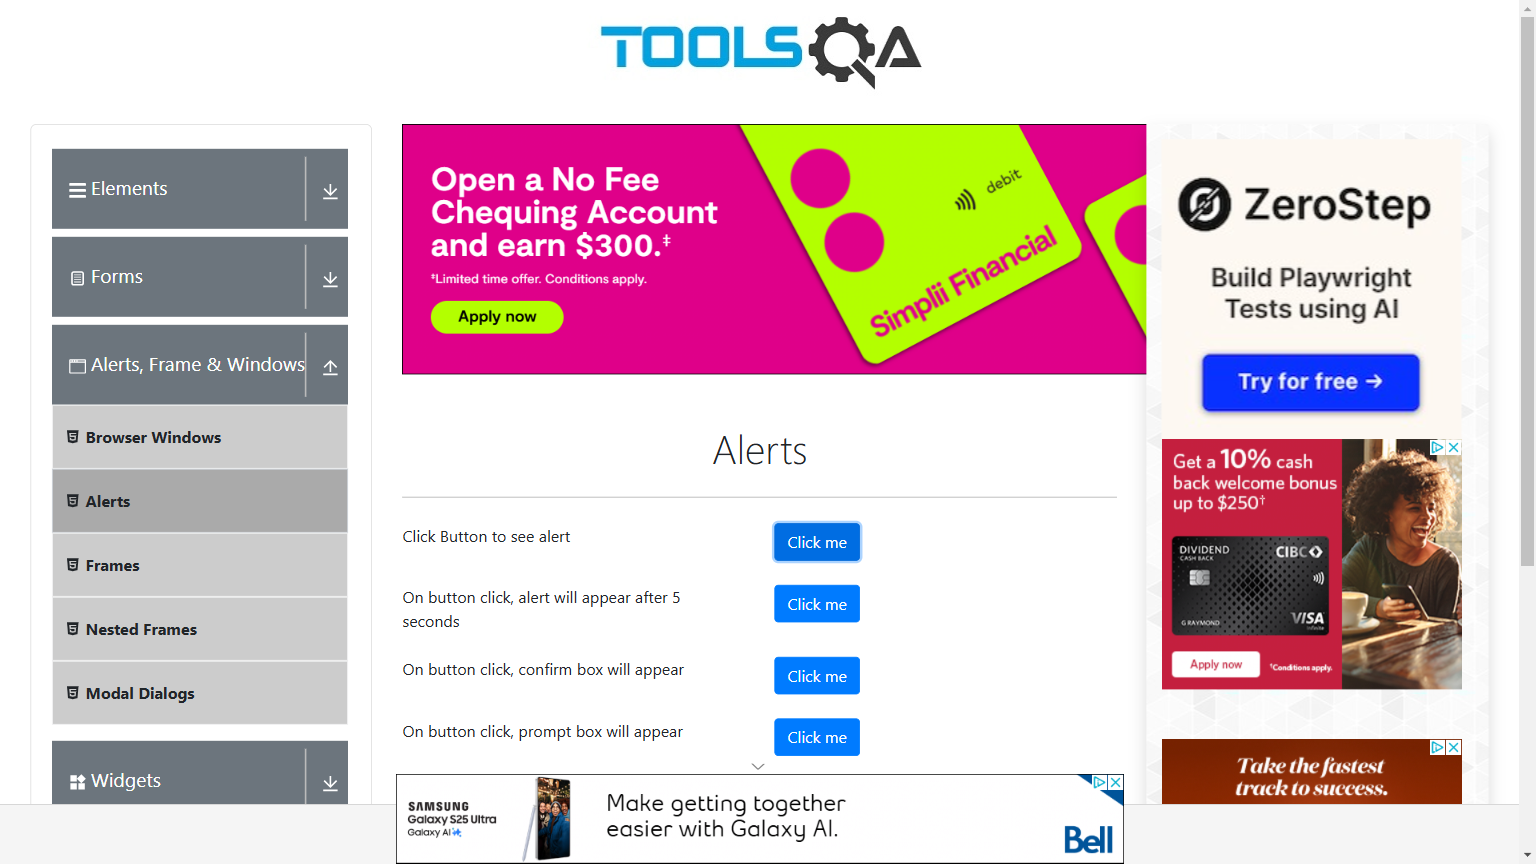 TOOLSQA
Elements
Forms
Alerts, Frame & Windows
Browser Windows
Alerts
Frames
Nested Frames
Modal Dialogs
Widgets
Open a No Fee
Chequing Account
and earn $300.‡
‡Limited time offer. Conditions apply.
Apply now
debit
Simplii Financial
Alerts
Click Button to see alert
Click me
On button click, alert will appear after 5
seconds
Click me
On button click, confirm box will appear
Click me
On button click, prompt box will appear
Click me
ZeroStep
Build Playwright
Tests using AI
Try for free →
Get a 10% cash
back welcome bonus
up to $250†
DIVIDEND
CASH BACK
CIBC
G RAYMOND
VISA
Infinite
Apply now
†Conditions apply.
Take the fastest
track to success.
SAMSUNG
Galaxy S25 Ultra
Galaxy AI
Make getting together
easier with Galaxy AI.
Bell